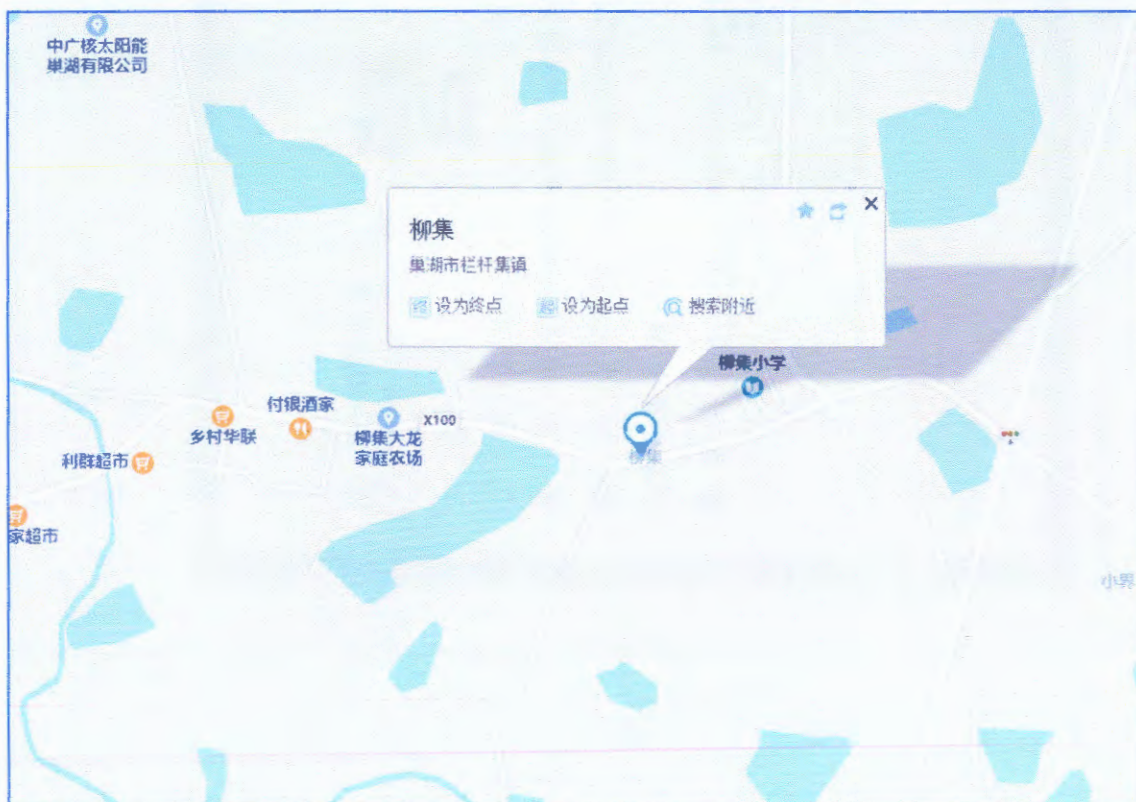 中广核太阳能
巢湖有限公司
柳集
巢湖市栏杆集镇
终 设为终点
起 设为起点
搜索附近
柳集小学
付银酒家
X100
乡村华联
柳集大龙
家庭农场
利群超市
柳集
家超市
小界